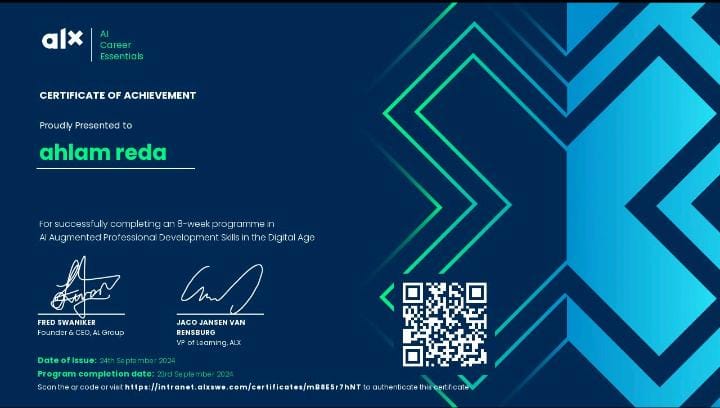 alx
AI
Career
Essentials
CERTIFICATE OF ACHIEVEMENT
Proudly Presented to
ahlam reda
For successfully completing an 8-week programme in
AI Augmented Professional Development Skills in the Digital Age
FRED SWANIKER
Founder & CEO, AL Group
JACO JANSEN VAN
RENSBURG
VP of Learning, ALX
Date of Issue: 24th September 2024
Program completion date: 23rd September 2024
Scan the qr code or visit https://intranet.alxswe.com/certificates/mB8E5r7hNT to authenticate this certificate